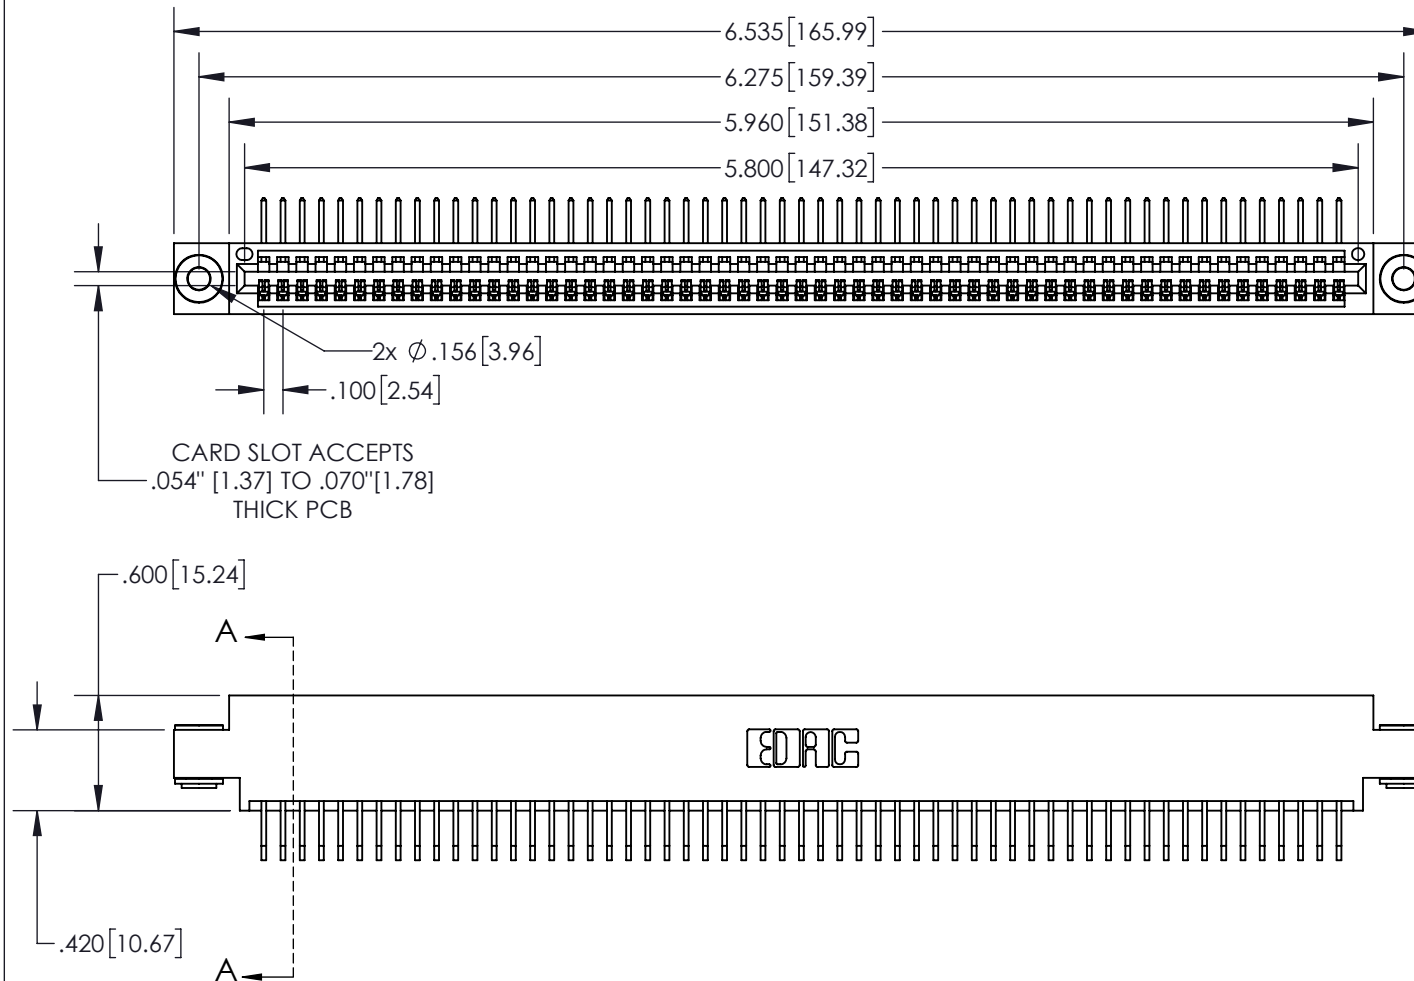 6.535[165.99]
6.275[159.39]
5.960[151.38]
5.800[147.32]
2x ∅.156[3.96]
.100[2.54]
CARD SLOT ACCEPTS
.054" [1.37] TO .070"[1.78]
THICK PCB
.600[15.24]
A
EDAC
.420[10.67]
A